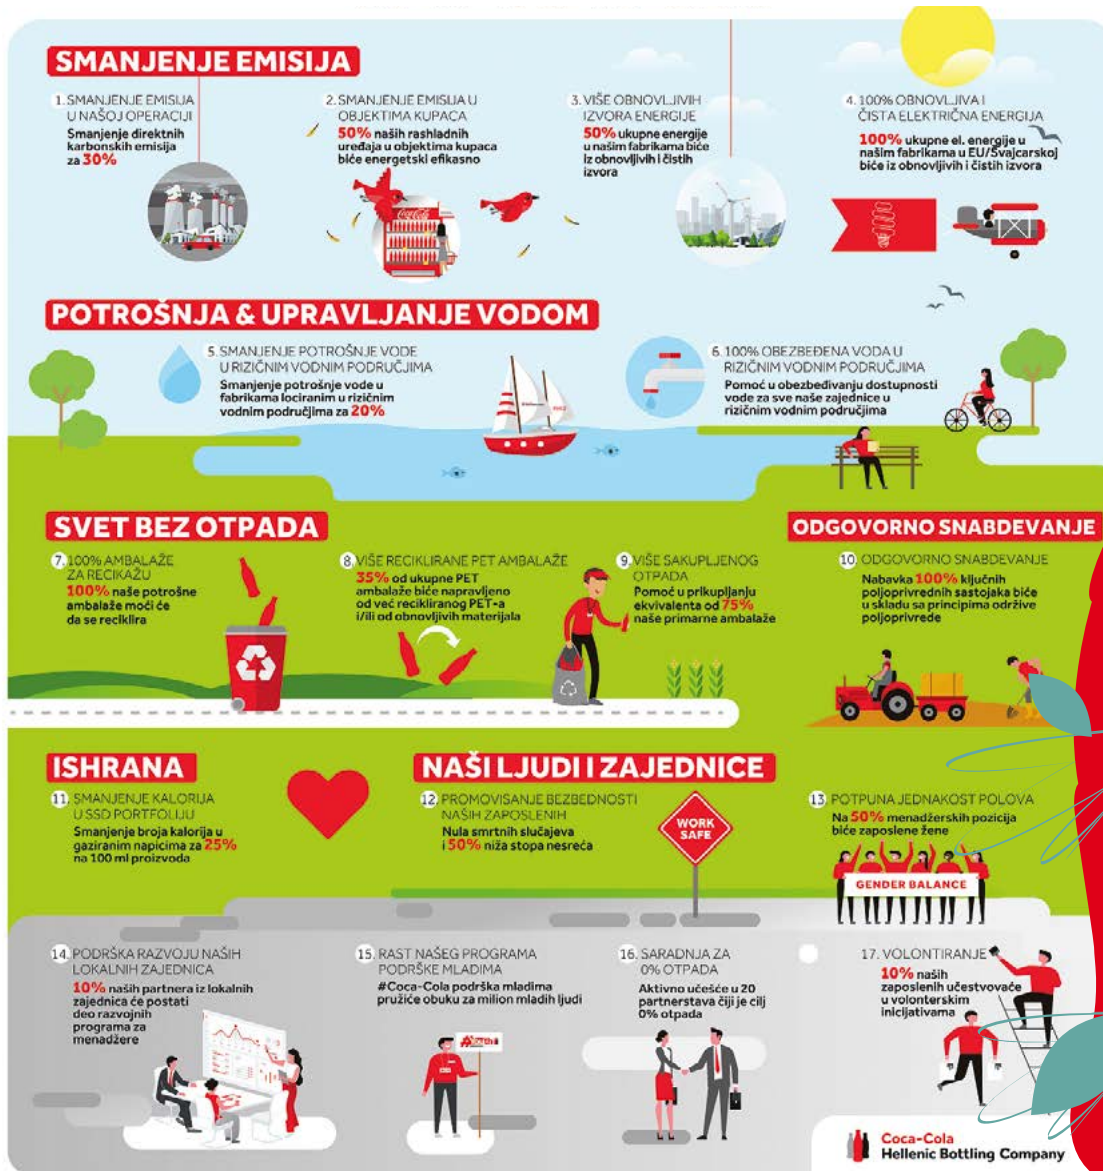 SMANJENJE EMISIJA
1. SMANJENJE EMISIJA
U NAŠOJ OPERACIJI
Smanjenje direktnih
karbonskih emisija
za 30%
2. SMANJENJE EMISIJA U
OBJEKTIMA KUPACA
50% naših rashladnih
uređaja u objektima kupaca
biće energetski efikasno
Coca-Cola
3. VIŠE OBNOVLJIVIH
IZVORA ENERGIJE
50% ukupne energije
u našim fabrikama biće
iz obnovljivih i čistih
izvora
4. 100% OBNOVLJIVA I
ČISTA ELEKTRIČNA ENERGIJA
100% ukupne el. energije u
našim fabrikama u EU/Švajcarskoj
biće iz obnovljivih i čistih izvora
POTROŠNJA & UPRAVLJANJE VODOM
5. SMANJENJE POTROŠNJE VODE
U RIZIČNIM VODNIM PODRUČJIMA
Smanjenje potrošnje vode u
fabrikama lociranim u rizičnim
vodnim područjima za 20%
6. 100% OBEZBEĐENA VODA U
RIZIČNIM VODNIM PODRUČJIMA
Pomoć u obezbeđivanju dostupnosti
vode za sve naše zajednice u
rizičnim vodnim područjima
SVET BEZ OTPADA
7. 100% AMBALAŽE
ZA RECIKAŽU
100% naše potrošne
ambalaže moći će
da se reciklira
8. VIŠE RECIKLIRANE PET AMBALAŽE
35% od ukupne PET
ambalaže biće napravljeno
od već recikliranog PET-a
i/ili od obnovljivih materijala
9. VIŠE SAKUPLJENOG
OTPADA
Pomoć u prikupljanju
ekvivalenta od 75%
naše primarne ambalaže
ODGOVORNO SNABDEVANJE
10. ODGOVORNO SNABDEVANJE
Nabavka 100% ključnih
poljoprivrednih sastojaka biće
u skladu sa principima održive
poljoprivrede
ISHRANA
11. SMANJENJE KALORIJA
U SSD PORTFOLIJU
Smanjenje broja kalorija u
gaziranim napicima za 25%
na 100 ml proizvoda
NAŠI LJUDI I ZAJEDNICE
12. PROMOVISANJE BEZBEDNOSTI
NAŠIH ZAPOSLENIH
Nula smrtnih slučajeva
i 50% niža stopa nesreća
WORK
SAFE
13. POTPUNA JEDNAKOST POLOVA
Na 50% menadžerskih pozicija
biće zaposlene žene
GENDER BALANCE
14. PODRŠKA RAZVOJU NAŠIH
LOKALNIH ZAJEDNICA
10% naših partnera iz lokalnih
zajednica će postati
deo razvojnih
programa za
menadžere
15. RAST NAŠEG PROGRAMA
PODRŠKE MLADIMA
#Coca-Cola podrška mladima
pružiće obuku za milion mladih ljudi
16. SARADNJA ZA
0% OTPADA
Aktivno učešće u 20
partnerstava čiji je cilj
0% otpada
17. VOLONTIRANJE
10% naših
zaposlenih učestvovaće
u volonterskim
inicijativama
Coca-Cola
Hellenic Bottling Company